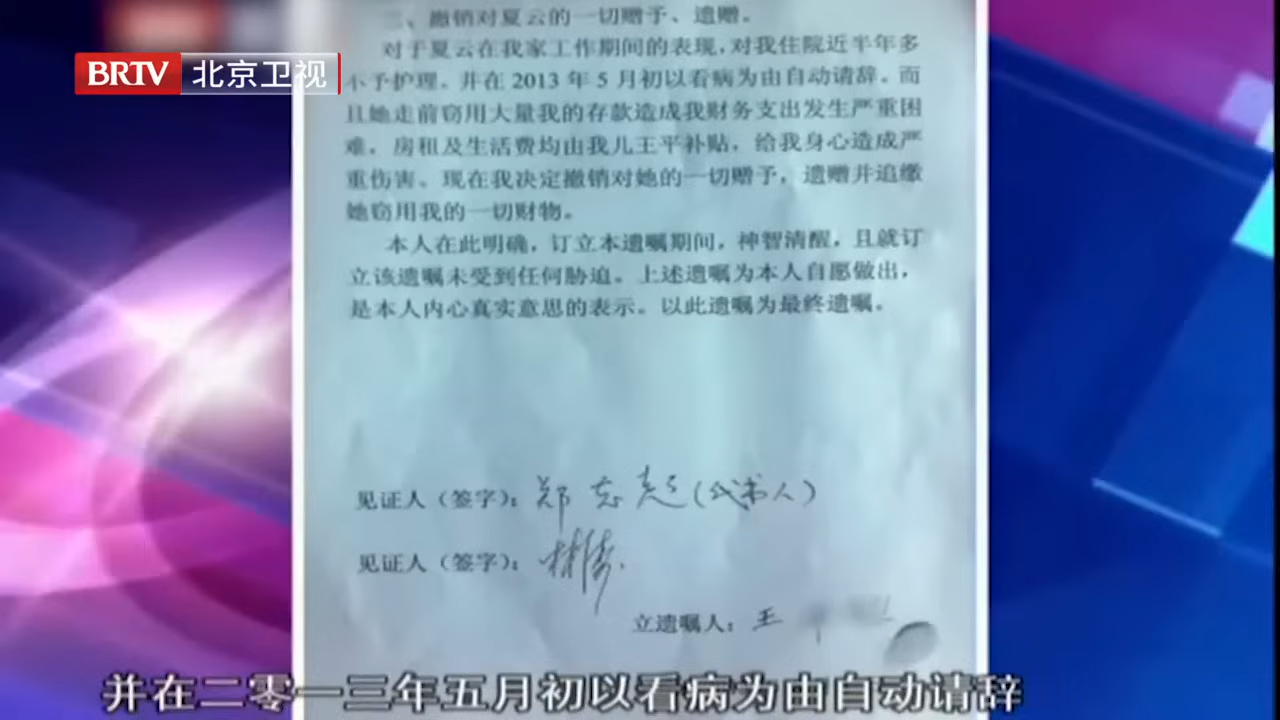 二、撤销对夏云的一切赠予、遗赠。
BRTV 北京卫视
对于夏云在我家工作期间的表现，对我住院近半年多
不予护理。并在 2013 年 5 月初以看病为由自动请辞。而
且她走前窃用大量我的存款造成我财务支出发生严重困
难。房租及生活费均由我儿王平补贴，给我身心造成严
重伤害。现在我决定撤销对她的一切赠予，遗赠并追缴
她窃用我的一切财物。
本人在此明确，订立本遗嘱期间，神智清醒，且就订
立该遗嘱未受到任何胁迫。上述遗嘱为本人自愿做出，
是本人内心真实意思的表示。以此遗嘱为最终遗嘱。
见证人（签字）：郑志超（代书人）
见证人（签字）：
立遗嘱人：王
并在二零一三年五月初以看病为由自动请辞